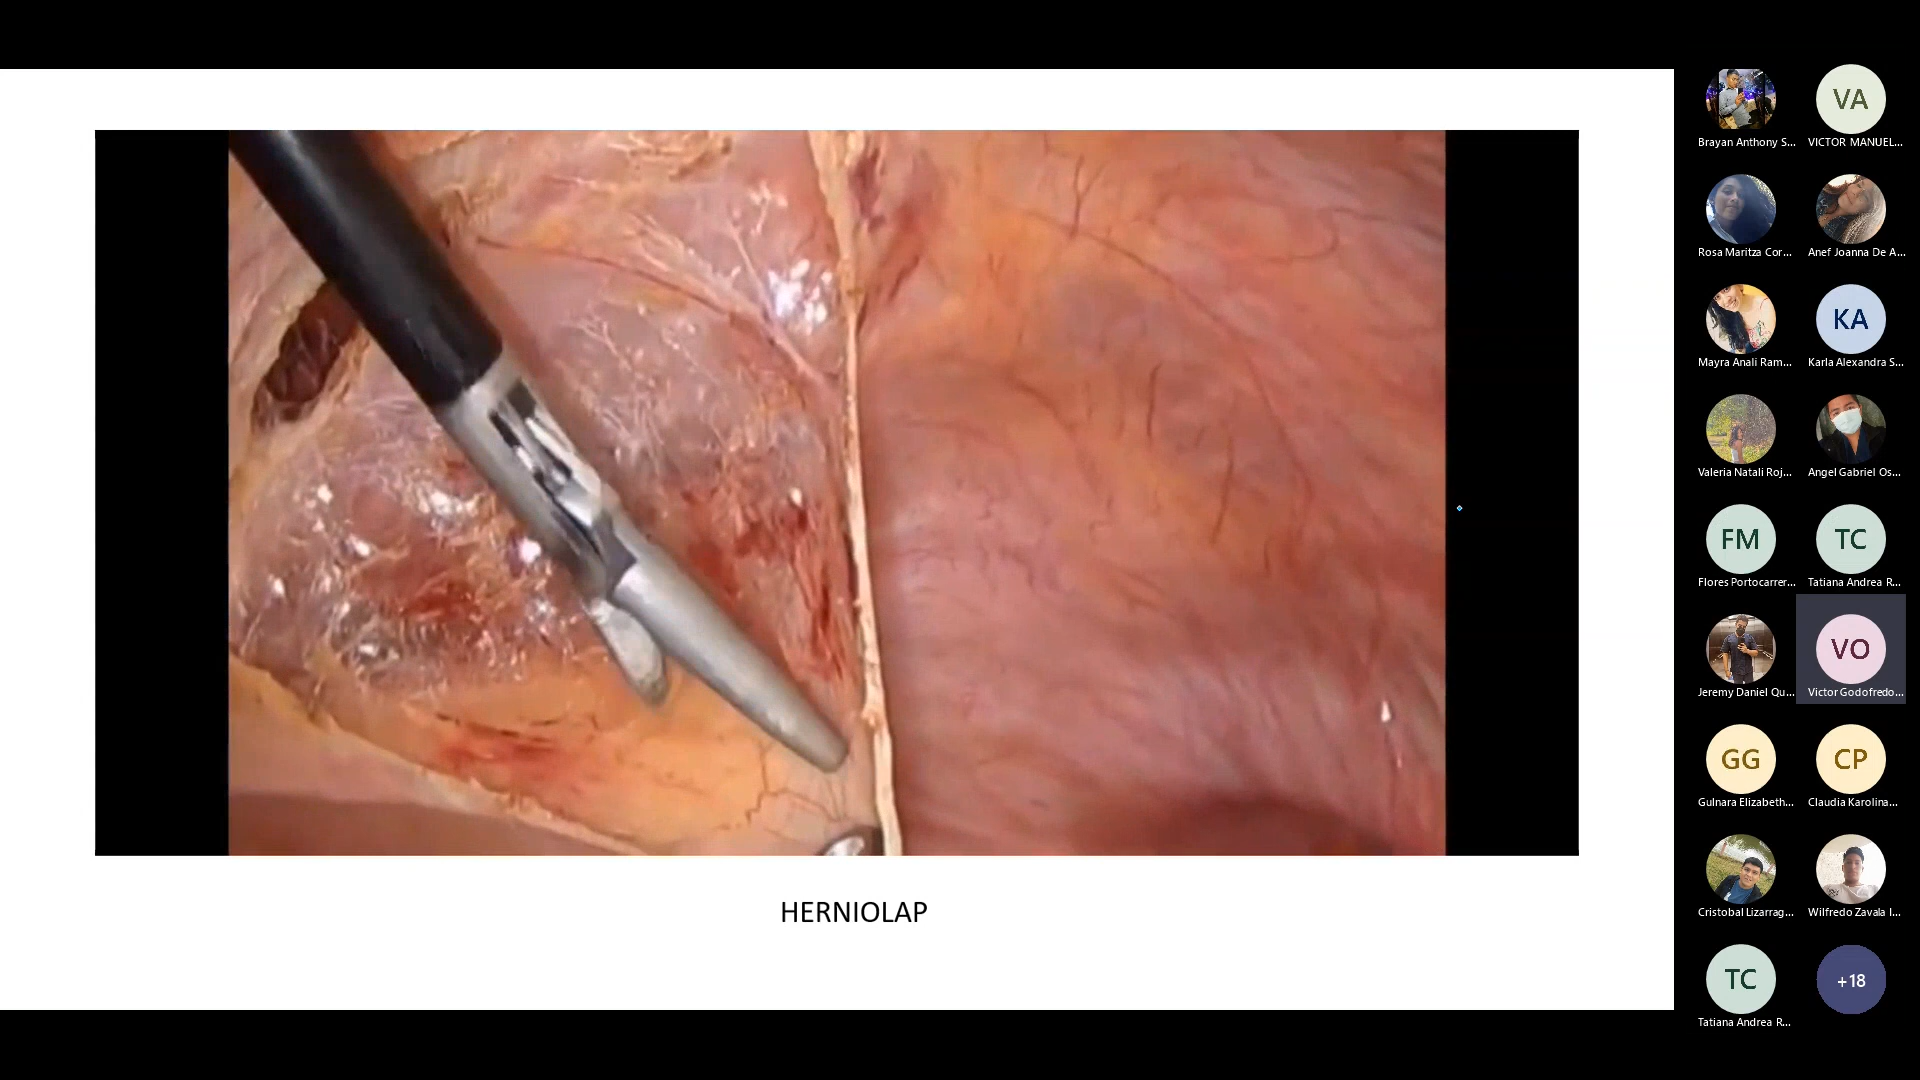 HERNIOLAP
Brayan Anthony S...
VA
VICTOR MANUEL...
Rosa Maritza Cor...
Anef Joanna De A...
Mayra Anali Ram...
KA
Karla Alexandra S...
Valeria Natali Roj...
Angel Gabriel Os...
FM
Flores Portocarrer...
TC
Tatiana Andrea R...
Jeremy Daniel Qu...
VO
Victor Godofredo...
GG
Gulnara Elizabeth...
CP
Claudia Karolina...
Cristobal Lizarrag...
Wilfredo Zavala I...
TC
Tatiana Andrea R...
+18